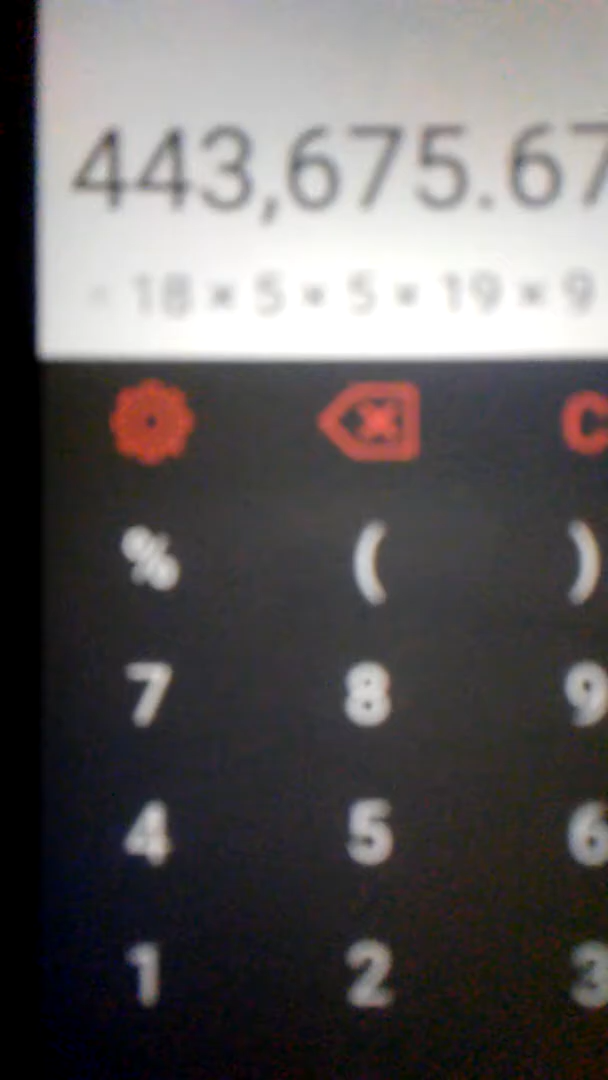 443,675.67
18 × 5 × 5 × 19 × 9
C
% ( )
7 8 9
4 5 6
1 2 3